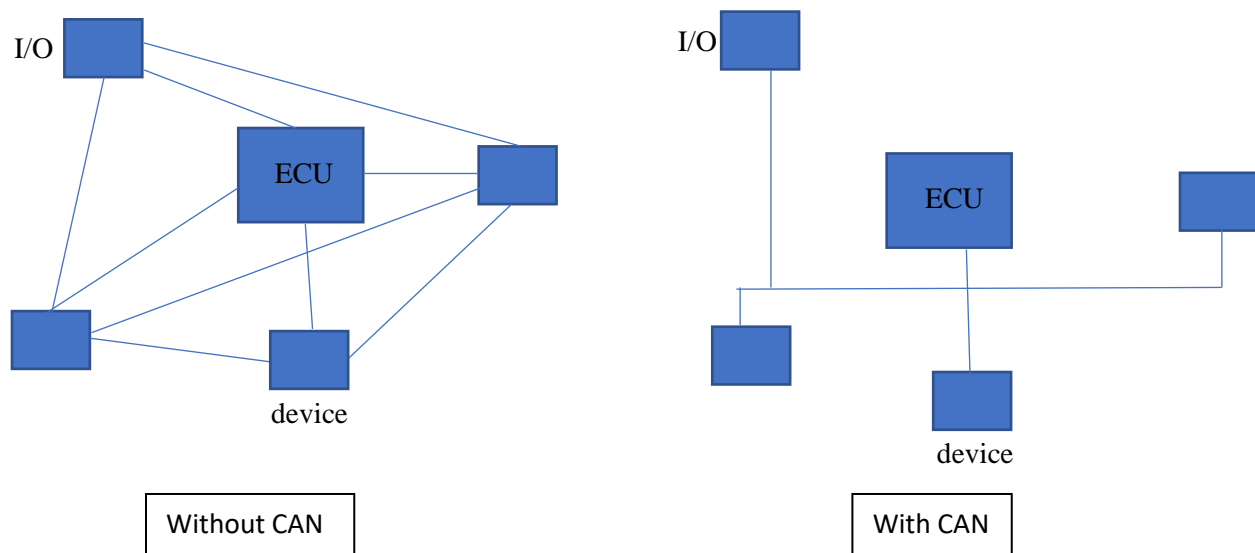 I/O
ECU
device
Without CAN
I/O
ECU
device
With CAN